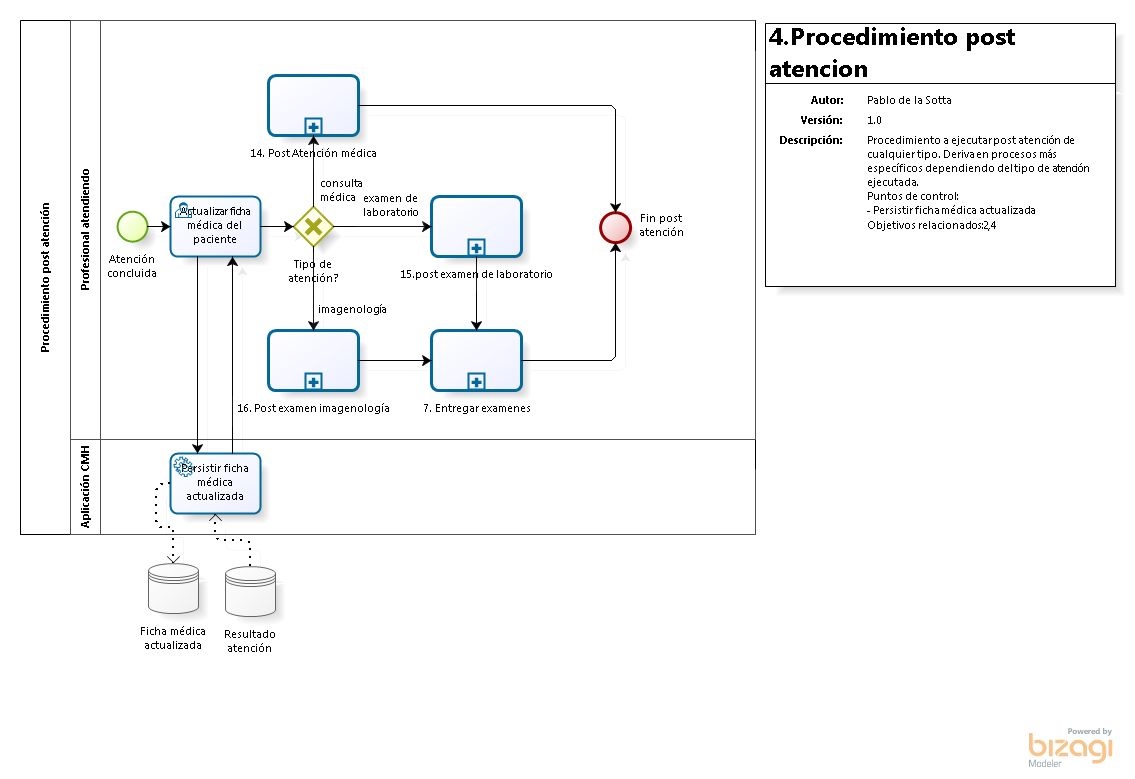 Procedimiento post atención
Profesional atendiendo
Aplicación CMH
14. Post Atención médica
consulta
médica
examen de
laboratorio
Actualizar ficha
médica del
paciente
Atención
concluida
Tipo de
atención?
15.post examen de laboratorio
Fin post
atención
imagenología
16. Post examen imagenología
7. Entregar examenes
Persistir ficha
médica
actualizada
Ficha médica
actualizada
Resultado
atención
4.Procedimiento post
atencion
Autor: Pablo de la Sotta
Versión: 1.0
Descripción: Procedimiento a ejecutar post atención de
cualquier tipo. Deriva en procesos más
específicos dependiendo del tipo de atención
ejecutada.
Puntos de control:
- Persistir ficha médica actualizada
Objetivos relacionados:2,4
Powered by
bizagi
Modeler